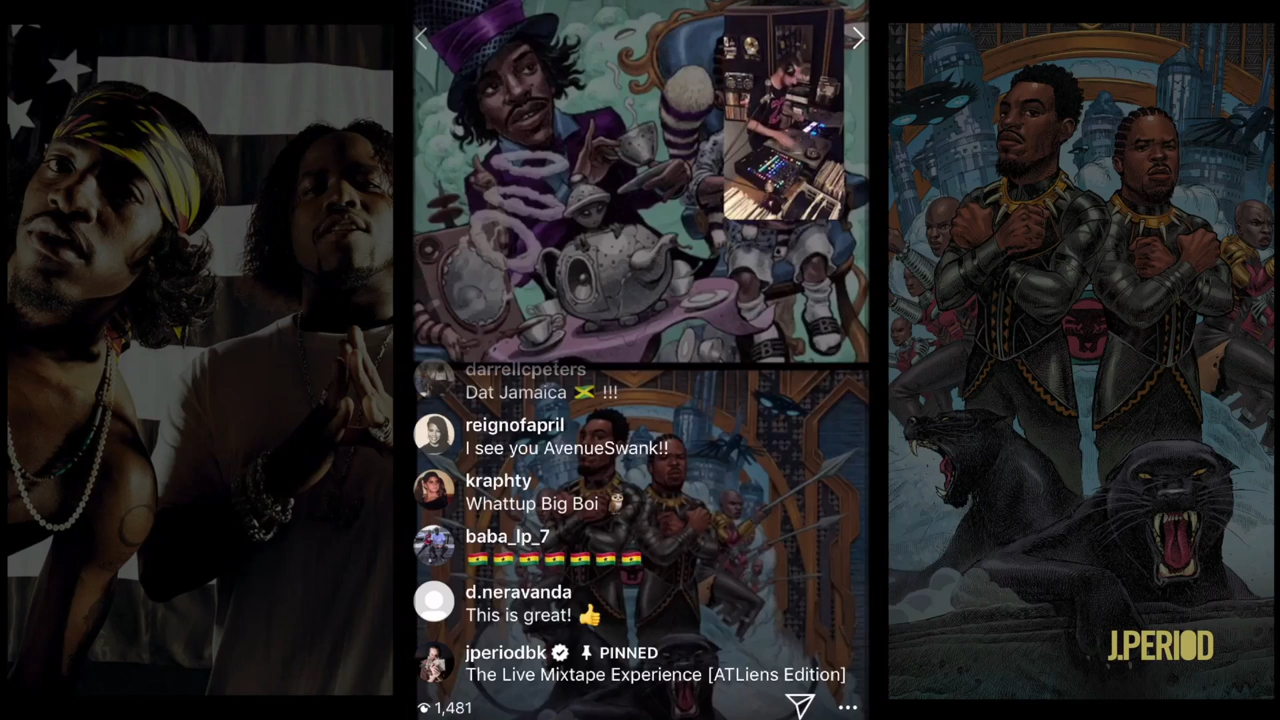 darrellcpeters
Dat Jamaica 🇯🇲 !!!
reignofapril
I see you AvenueSwank!!
kraphty
Whattup Big Boi
baba_lp_7
🇬🇭🇬🇭🇬🇭🇬🇭🇬🇭🇬🇭🇬🇭
d.neravanda
This is great! 👍
jperiodbk PINNED
The Live Mixtape Experience [ATLiens Edition]
1,481
J.PERIOD